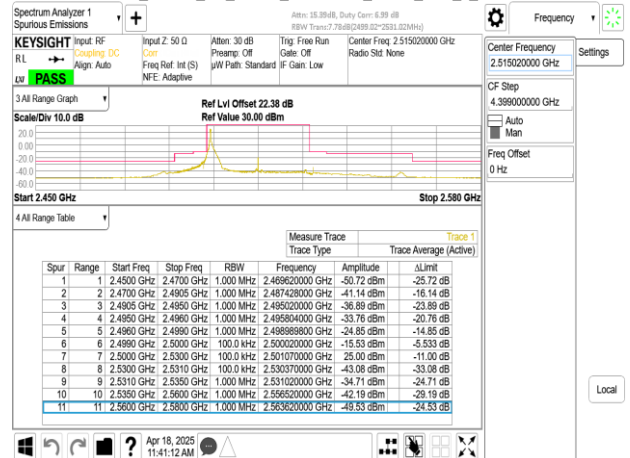 Spectrum Analyzer 1
Spurious Emissions
Attn: 15.39dB, Duty Corr: 6.99 dB
RBW Trans:7.78dB(2499.02~2531.02MHz)
Frequency
KEYSIGHT Input: RF Input Z: 50 Ω Atten: 30 dB Trig: Free Run Center Freq: 2.515020000 GHz
RL Coupling: DC Corr Preamp: Off Gate: Off Radio Std: None
Align: Auto Freq Ref: Int (S) µW Path: Standard IF Gain: Low
LXI PASS NFE: Adaptive
Center Frequency
2.515020000 GHz
Settings
CF Step
4.399000000 GHz
Auto
Man
Freq Offset
0 Hz
3 All Range Graph
Ref Lvl Offset 22.38 dB
Scale/Div 10.0 dB Ref Value 30.00 dBm
20.0
0.00
-20.0
-40.0
-60.0
Start 2.450 GHz Stop 2.580 GHz
4 All Range Table
Measure Trace Trace 1
Trace Type Trace Average (Active)
Spur Range Start Freq Stop Freq RBW Frequency Amplitude ΔLimit
1 1 2.4500 GHz 2.4700 GHz 1.000 MHz 2.469620000 GHz -50.72 dBm -25.72 dB
2 2 2.4700 GHz 2.4905 GHz 1.000 MHz 2.487428000 GHz -41.14 dBm -16.14 dB
3 3 2.4905 GHz 2.4950 GHz 1.000 MHz 2.495020000 GHz -36.89 dBm -23.89 dB
4 4 2.4950 GHz 2.4960 GHz 1.000 MHz 2.495804000 GHz -33.76 dBm -20.76 dB
5 5 2.4960 GHz 2.4990 GHz 1.000 MHz 2.498989800 GHz -24.85 dBm -14.85 dB
6 6 2.4990 GHz 2.5000 GHz 100.0 kHz 2.500020000 GHz -15.53 dBm -5.533 dB
7 7 2.5000 GHz 2.5300 GHz 100.0 kHz 2.501070000 GHz 25.00 dBm -11.00 dB
8 8 2.5300 GHz 2.5310 GHz 100.0 kHz 2.530370000 GHz -43.08 dBm -33.08 dB
9 9 2.5310 GHz 2.5350 GHz 1.000 MHz 2.531020000 GHz -34.71 dBm -24.71 dB
10 10 2.5350 GHz 2.5600 GHz 1.000 MHz 2.556520000 GHz -42.19 dBm -29.19 dB
11 11 2.5600 GHz 2.5800 GHz 1.000 MHz 2.563620000 GHz -49.53 dBm -24.53 dB
Local
Apr 18, 2025
11:41:12 AM